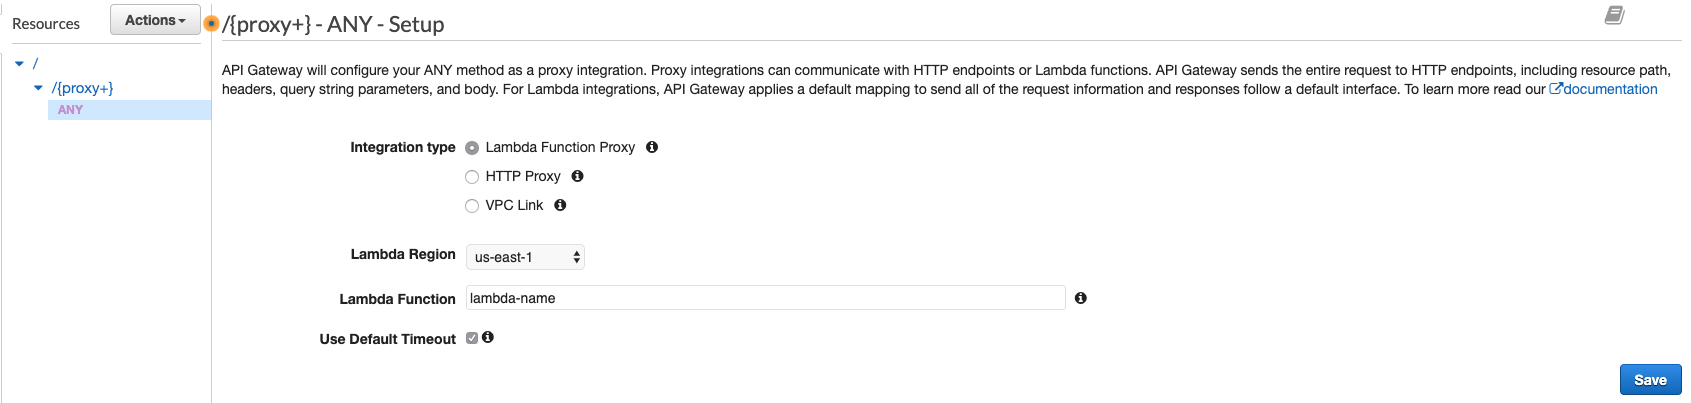 Resources
Actions
/{proxy+} - ANY - Setup
/
/{proxy+}
ANY
API Gateway will configure your ANY method as a proxy integration. Proxy integrations can communicate with HTTP endpoints or Lambda functions. API Gateway sends the entire request to HTTP endpoints, including resource path,
headers, query string parameters, and body. For Lambda integrations, API Gateway applies a default mapping to send all of the request information and responses follow a default interface. To learn more read our documentation
Integration type
Lambda Function Proxy
HTTP Proxy
VPC Link
Lambda Region
us-east-1
Lambda Function
lambda-name
Use Default Timeout
Save